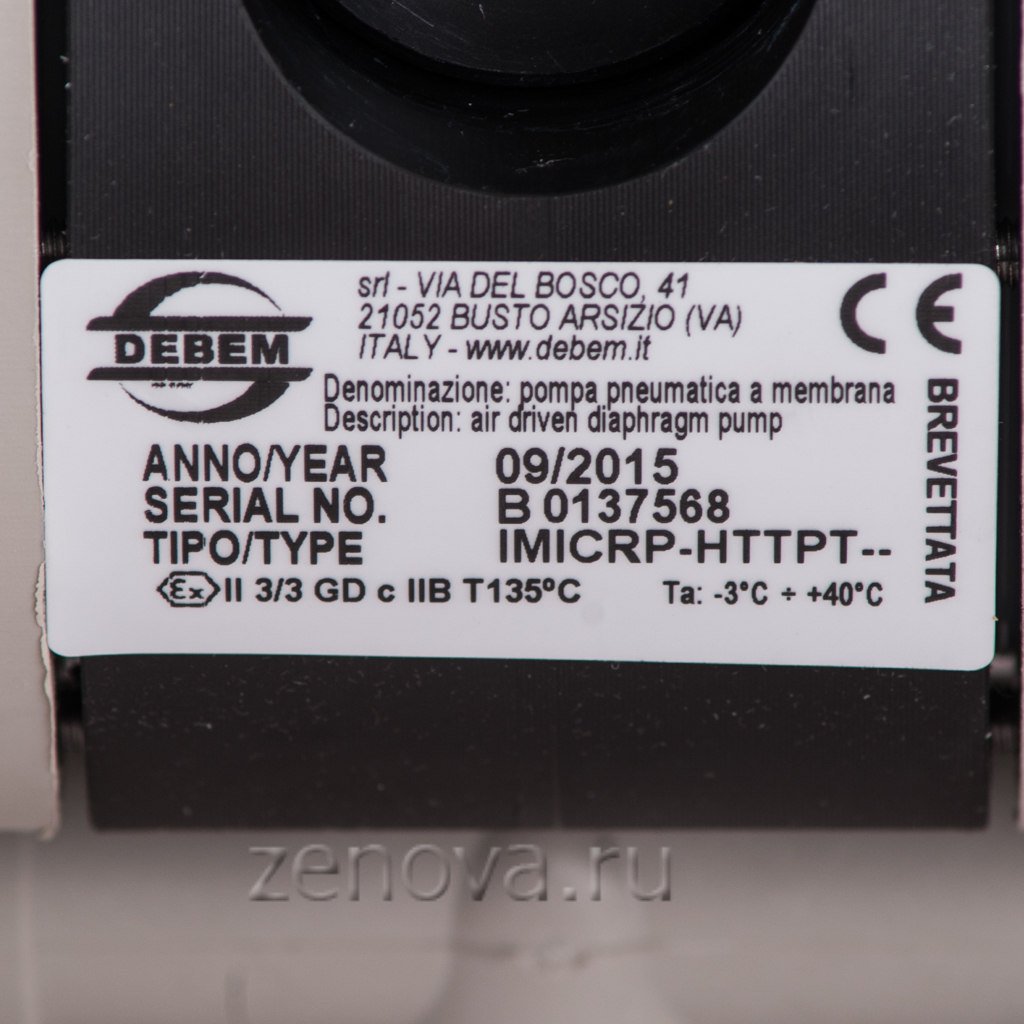 DEBEM
srl - VIA DEL BOSCO, 41
21052 BUSTO ARSIZIO (VA)
ITALY - www.debem.it
CE
Denominazione: pompa pneumatica a membrana
Description: air driven diaphragm pump
ANNO/YEAR 09/2015
SERIAL NO. B 0137568
TIPO/TYPE IMICRP-HTTPT--
Ex II 3/3 GD c IIB T135ºC Ta: -3°C ÷ +40°C
BREVETTATA
zenova.ru